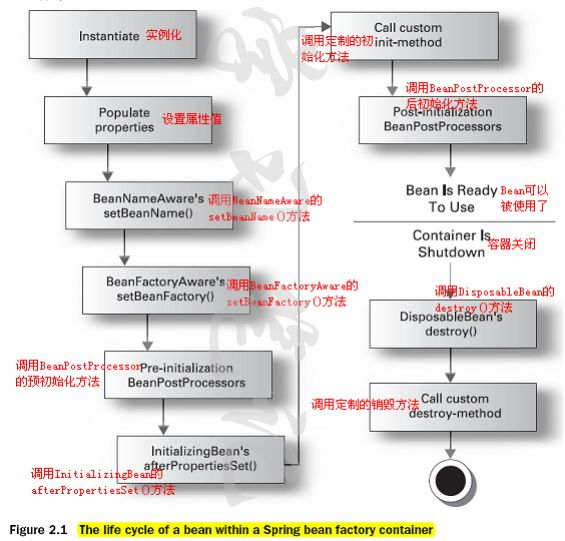 Instantiate 实例化
Populate
properties 设置属性值
BeanNameAware's 调用BeanNameAware的
setBeanName() setBeanName()方法
BeanFactoryAware's 调用BeanFactoryAware的
setBeanFactory() setBeanFactory()方法
调用BeanPostProcessor
的预初始化方法
Pre-initialization
BeanPostProcessors
InitializingBean's
afterPropertiesSet()
调用InitializingBean的
afterPropertiesSet()方法
Call custom
init-method
调用定制的初
始化方法
调用BeanPostProcessor的
后初始化方法
Post-initialization
BeanPostProcessors
Bean Is Ready Bean可以
To Use 被使用了
Container Is
Shutdown 容器关闭
调用DisposableBean的
destroy()方法
DisposableBean's
destroy()
调用定制的销毁方法
Call custom
destroy-method
Figure 2.1 The life cycle of a bean within a Spring bean factory container